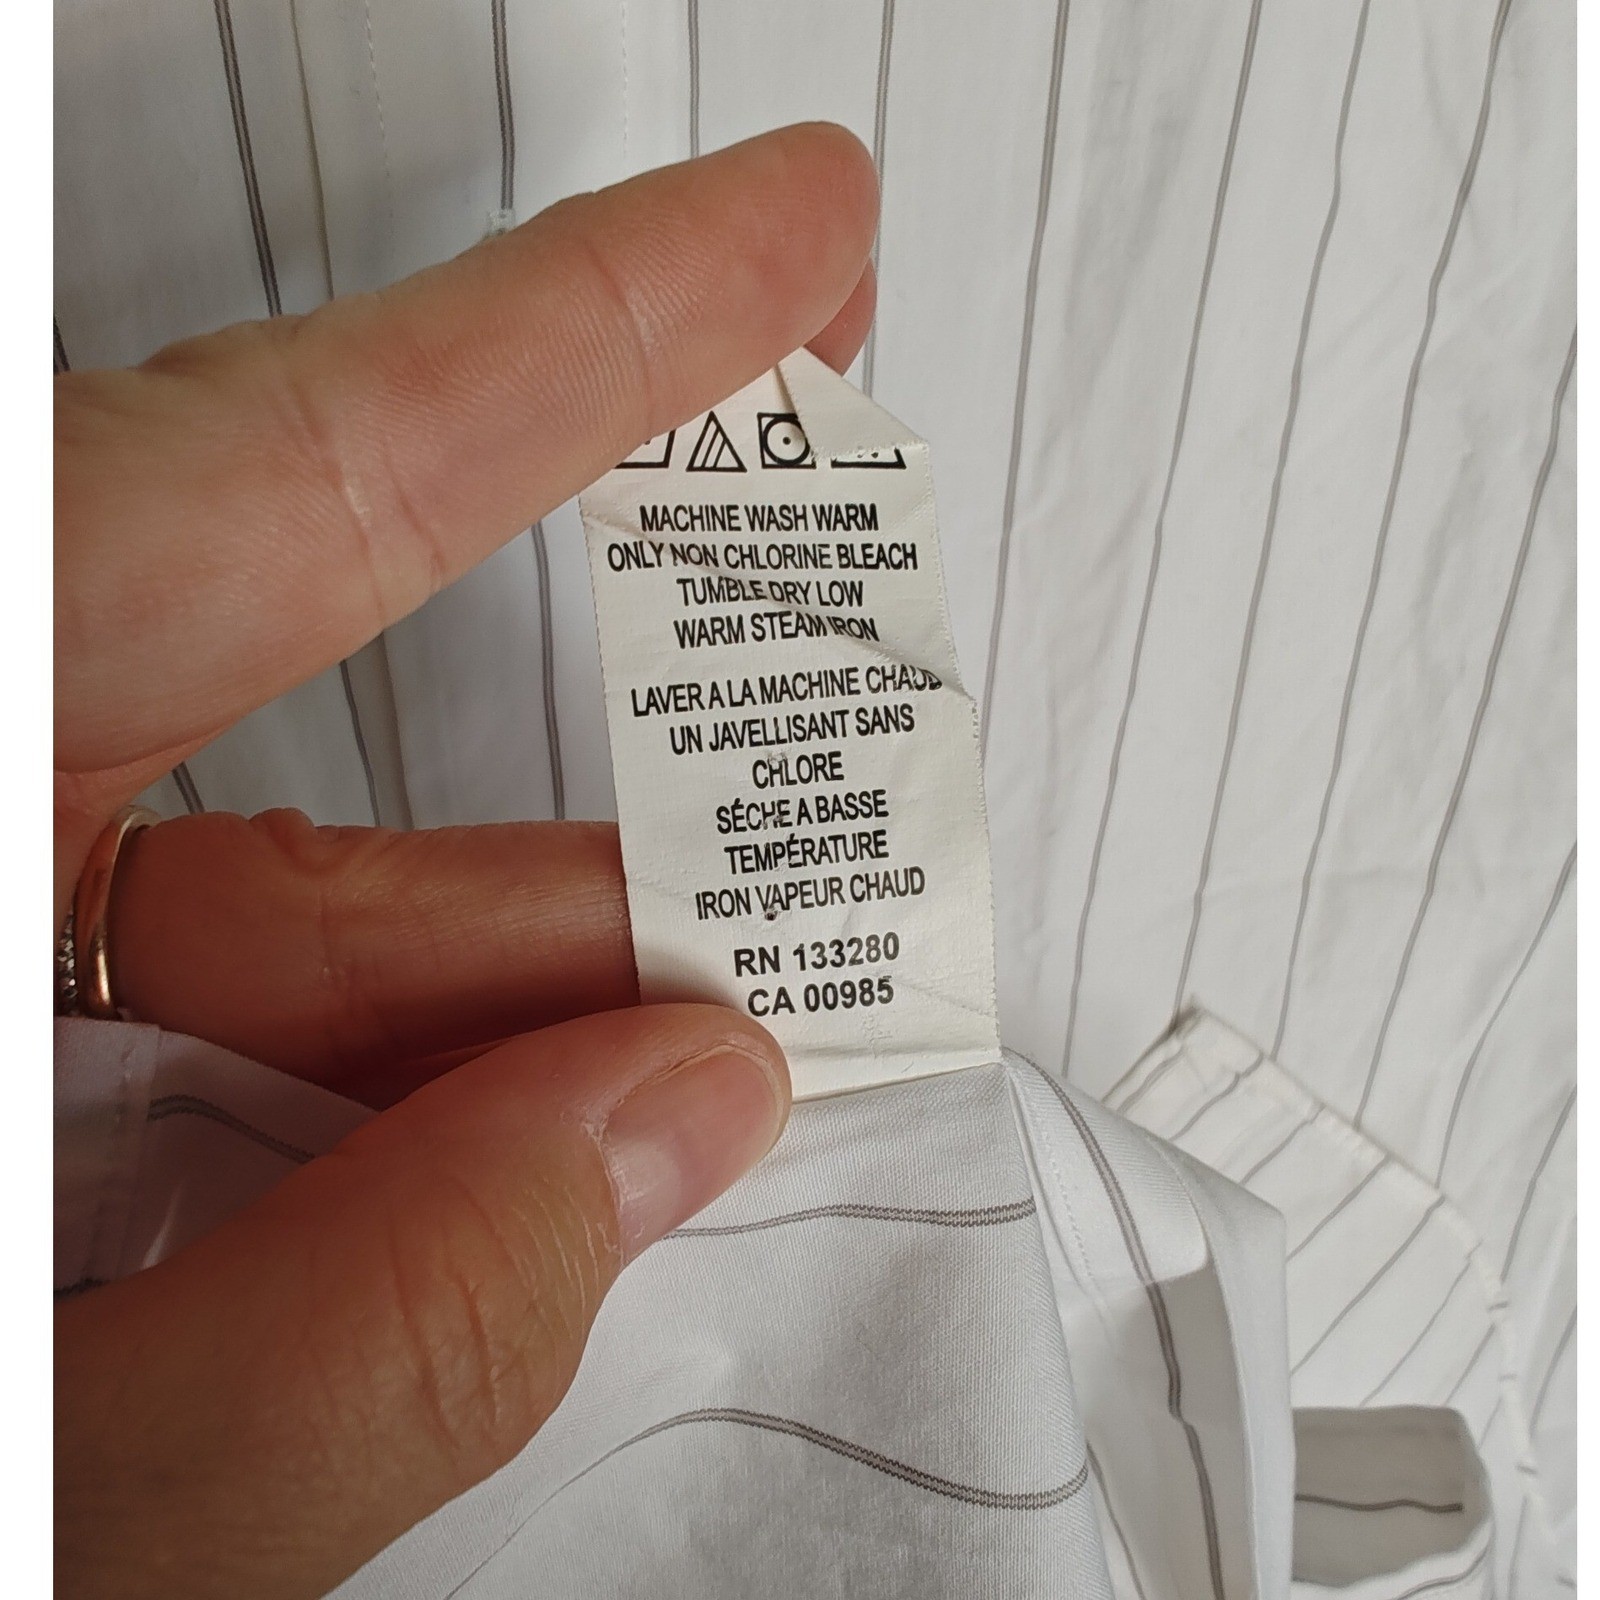 MACHINE WASH WARM
ONLY NON CHLORINE BLEACH
TUMBLE DRY LOW
WARM STEAM IRON
LAVER A LA MACHINE CHAUD
UN JAVELLISANT SANS
CHLORE
SÉCHE A BASSE
TEMPÉRATURE
IRON VAPEUR CHAUD
RN 133280
CA 00985